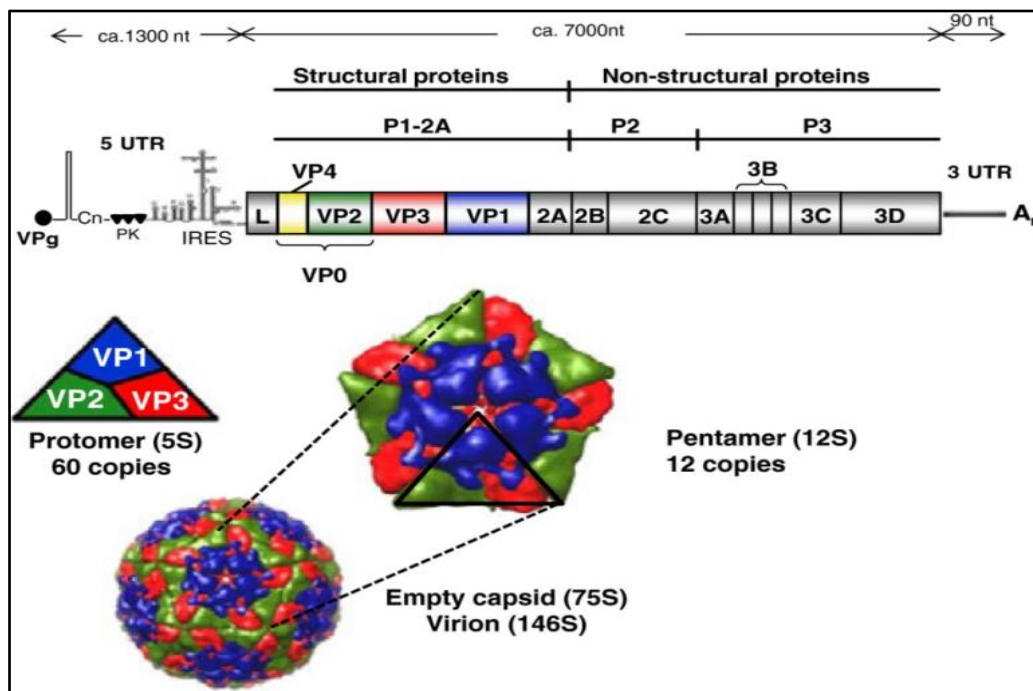 ca.1300 nt
ca. 7000nt
90 nt
Structural proteins
Non-structural proteins
P1-2A
P2
P3
5 UTR
VP4
3B
3 UTR
VPg
Cn
PK
IRES
L
VP2
VP3
VP1
2A
2B
2C
3A
3C
3D
An
VP0
VP1
VP2
VP3
Protomer (5S)
60 copies
Pentamer (12S)
12 copies
Empty capsid (75S)
Virion (146S)